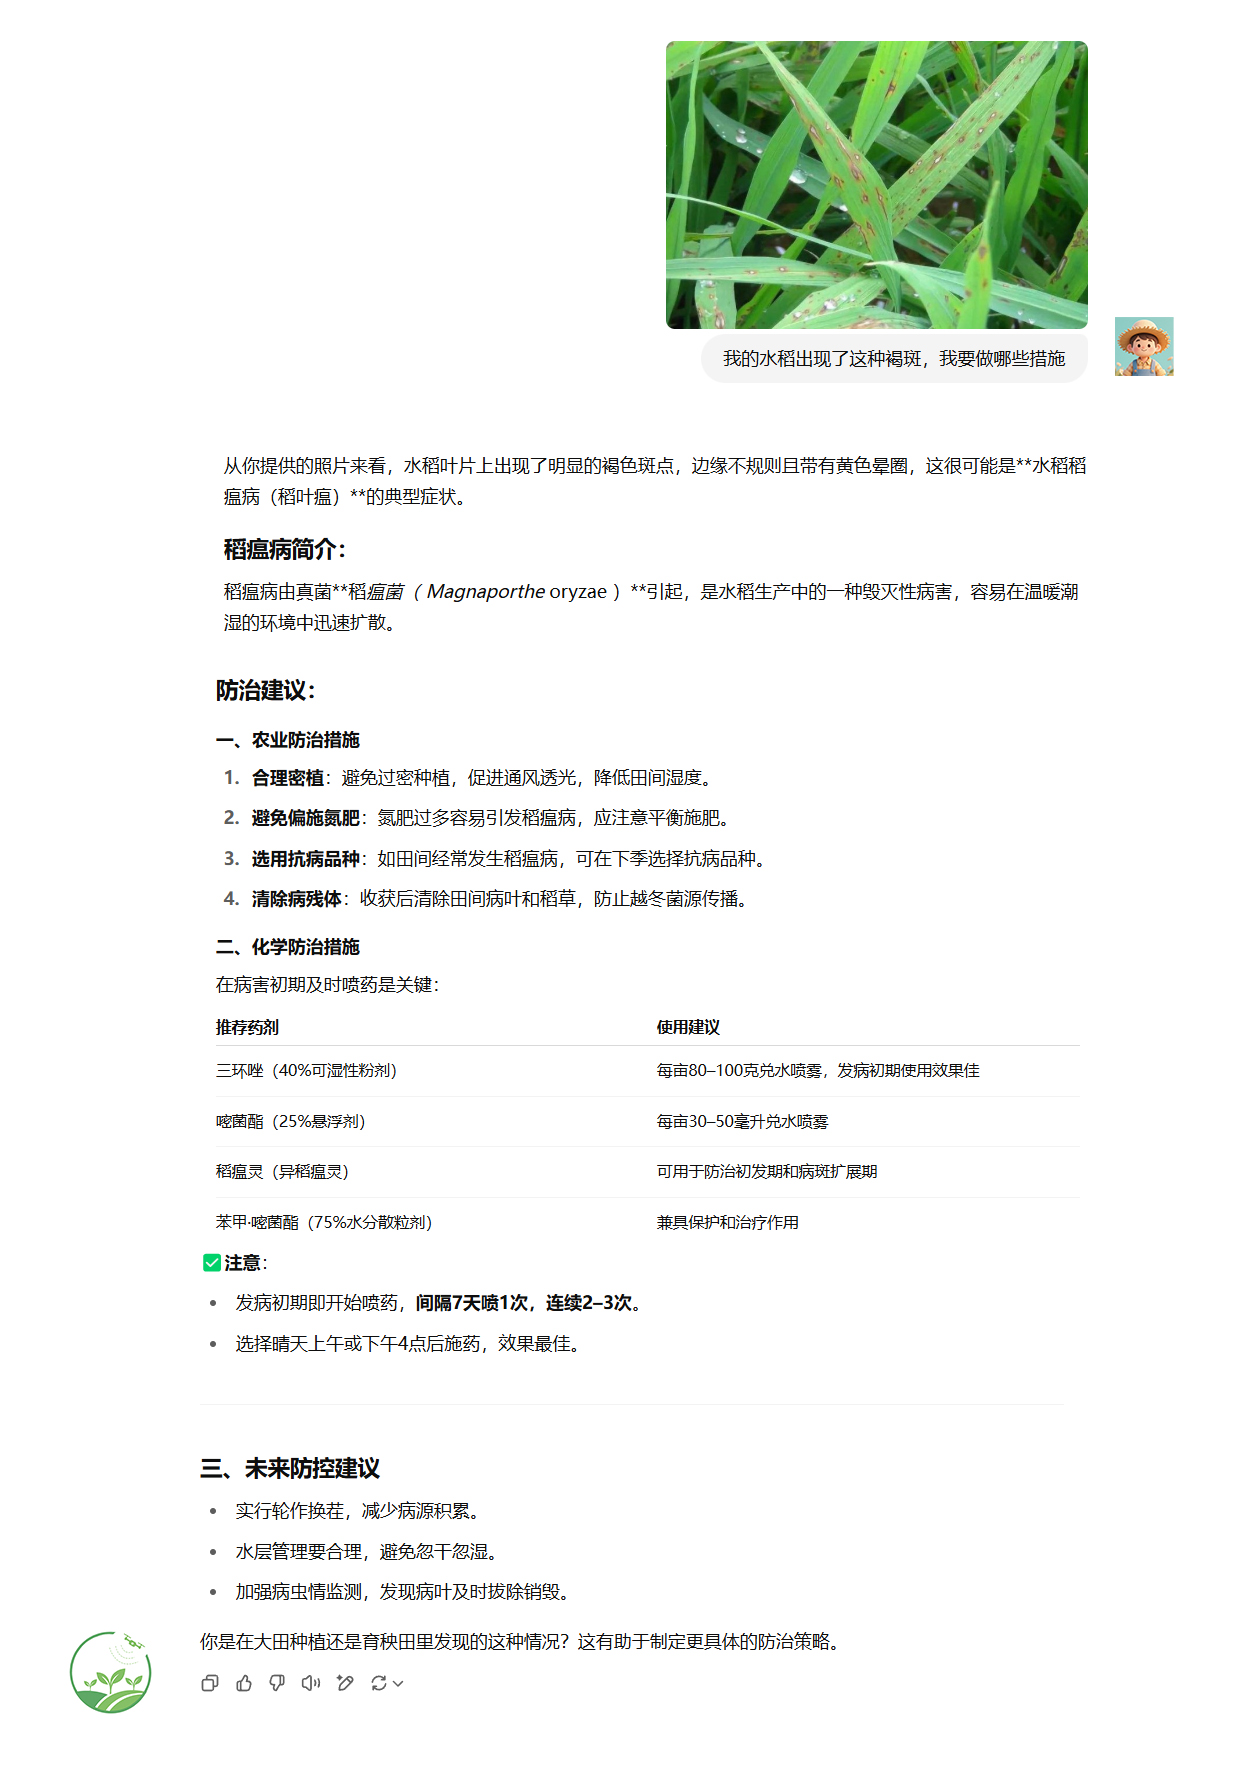 我的水稻出现了这种褐斑，我要做哪些措施
从你提供的照片来看，水稻叶片上出现了明显的褐色斑点，边缘不规则且带有黄色晕圈，这很可能是**水稻稻
瘟病（稻叶瘟）**的典型症状。
稻瘟病简介：
稻瘟病由真菌**稻瘟菌（ Magnaporthe oryzae ）**引起，是水稻生产中的一种毁灭性病害，容易在温暖潮
湿的环境中迅速扩散。
防治建议：
一、农业防治措施
1. 合理密植：避免过密种植，促进通风透光，降低田间湿度。
2. 避免偏施氮肥：氮肥过多容易引发稻瘟病，应注意平衡施肥。
3. 选用抗病品种：如田间经常发生稻瘟病，可在下季选择抗病品种。
4. 清除病残体：收获后清除田间病叶和稻草，防止越冬菌源传播。
二、化学防治措施
在病害初期及时喷药是关键：
推荐药剂 使用建议
三环唑（40%可湿性粉剂） 每亩80–100克兑水喷雾，发病初期使用效果佳
嘧菌酯（25%悬浮剂） 每亩30–50毫升兑水喷雾
稻瘟灵（异稻瘟灵） 可用于防治初发期和病斑扩展期
苯甲·嘧菌酯（75%水分散粒剂） 兼具保护和治疗作用
✅注意：
• 发病初期即开始喷药，间隔7天喷1次，连续2–3次。
• 选择晴天上午或下午4点后施药，效果最佳。
三、未来防控建议
• 实行轮作换茬，减少病源积累。
• 水层管理要合理，避免忽干忽湿。
• 加强病虫情监测，发现病叶及时拔除销毁。
你是在大田种植还是育秧田里发现的这种情况？这有助于制定更具体的防治策略。